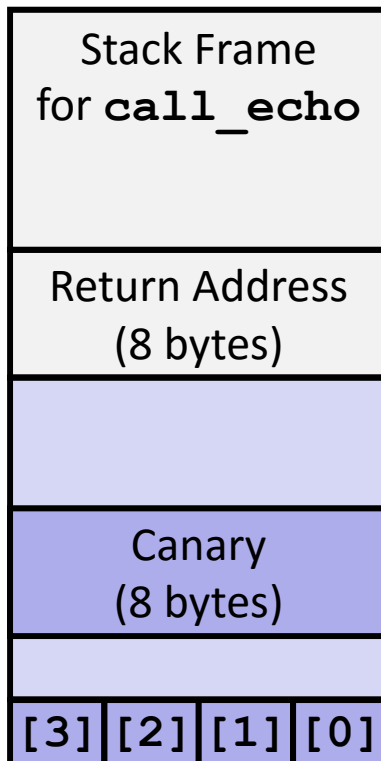 Stack Frame
for call_echo
Return Address
(8 bytes)
Canary
(8 bytes)
[3] [2] [1] [0]